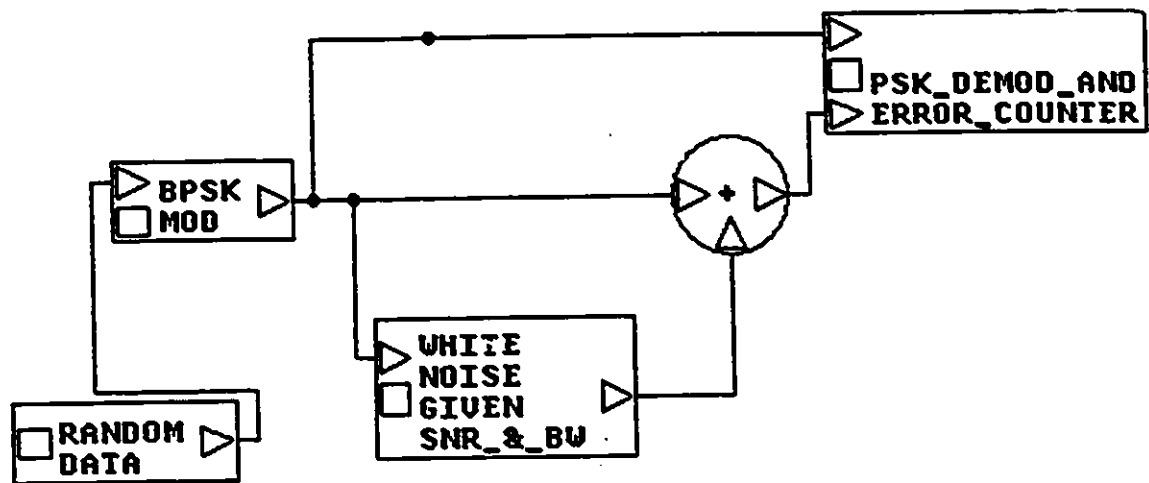 PSK_DEMOD_AND
ERROR_COUNTER
BPSK
MOD
+
WHITE
NOISE
GIVEN
SNR_&_BW
RANDOM
DATA